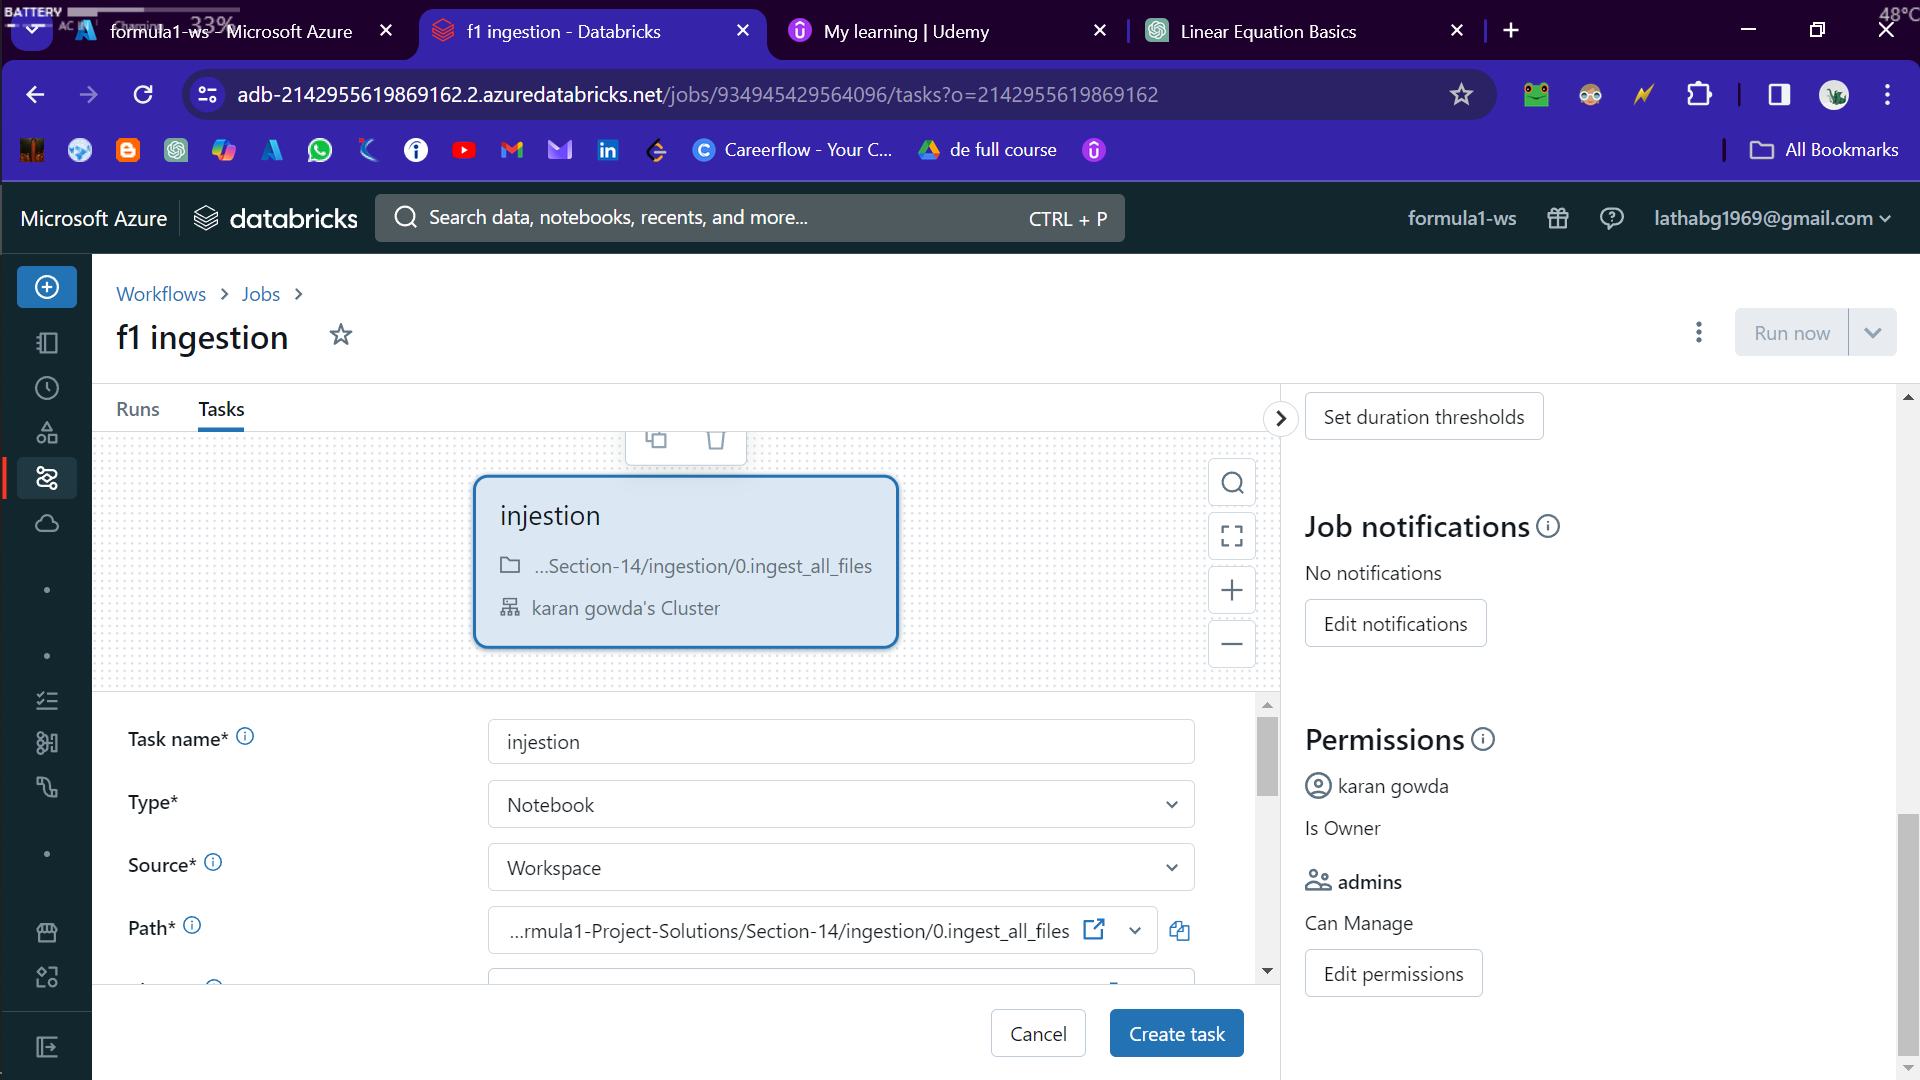 BATTERY
AC IN Charging 33%
48°C
formula1-ws - Microsoft Azure
f1 ingestion - Databricks
My learning | Udemy
Linear Equation Basics
adb-2142955619869162.2.azuredatabricks.net/jobs/934945429564096/tasks?o=2142955619869162
Careerflow - Your C...
de full course
All Bookmarks
Microsoft Azure
databricks
Search data, notebooks, recents, and more...
CTRL + P
formula1-ws
lathabg1969@gmail.com
Workflows > Jobs >
f1 ingestion
Run now
Runs
Tasks
injestion
...Section-14/ingestion/0.ingest_all_files
karan gowda's Cluster
Task name*
injestion
Type*
Notebook
Source*
Workspace
Path*
...rmula1-Project-Solutions/Section-14/ingestion/0.ingest_all_files
Cancel
Create task
Set duration thresholds
Job notifications
No notifications
Edit notifications
Permissions
karan gowda
Is Owner
admins
Can Manage
Edit permissions